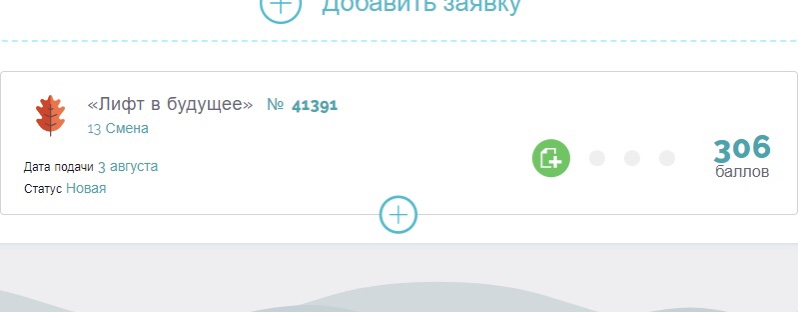 Добавить заявку
«Лифт в будущее» № 41391
13 Смена
Дата подачи 3 августа
Статус Новая
306
баллов